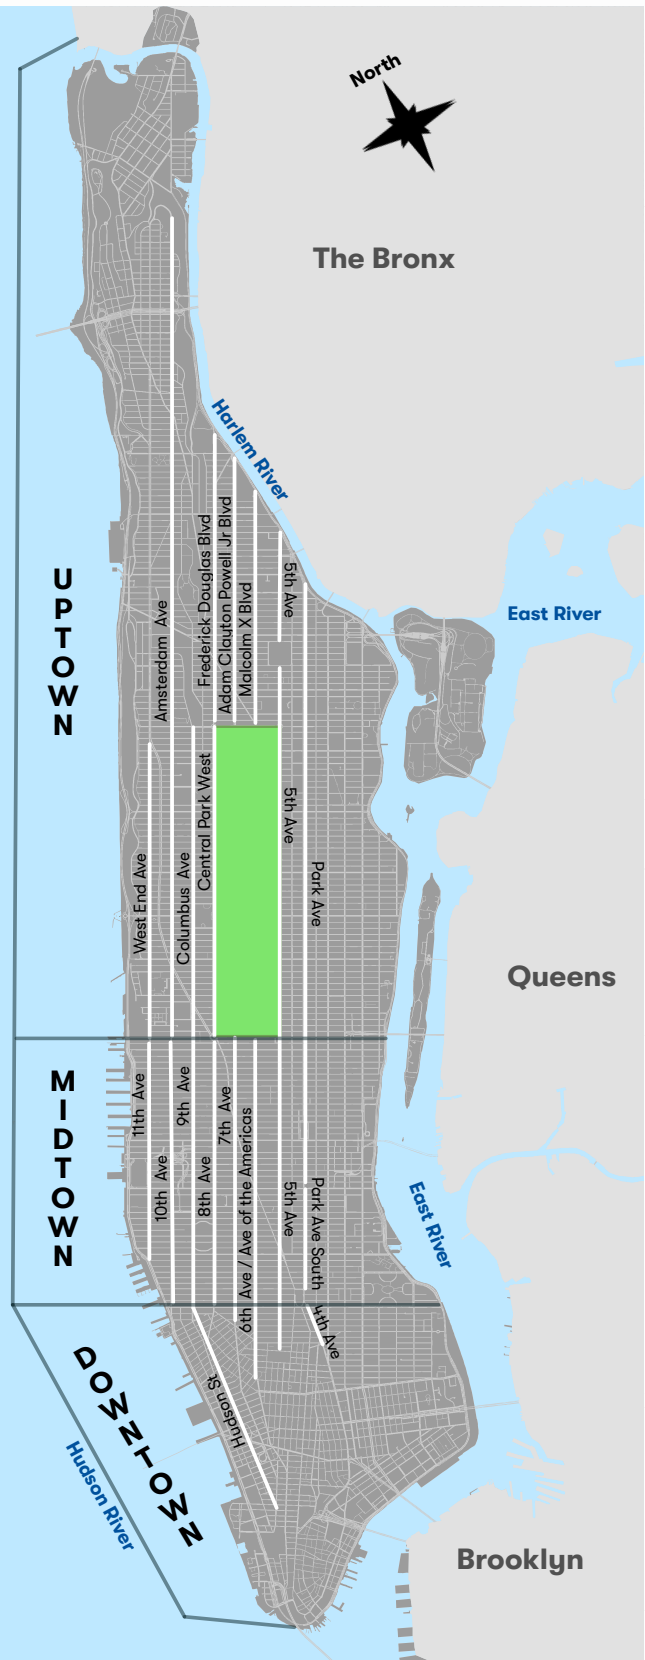 North
The Bronx
Harlem River
UPTOWN
Amsterdam Ave
Frederick Douglas Blvd
Adam Clayton Powell Jr Blvd
Malcolm X Blvd
5th Ave
East River
West End Ave
Columbus Ave
Central Park West
5th Ave
Park Ave
Queens
MIDTOWN
11th Ave
10th Ave
9th Ave
8th Ave
7th Ave
6th Ave / Ave of the Americas
5th Ave
Park Ave South
East River
4th Ave
DOWNTOWN
Hudson St
Hudson River
Brooklyn